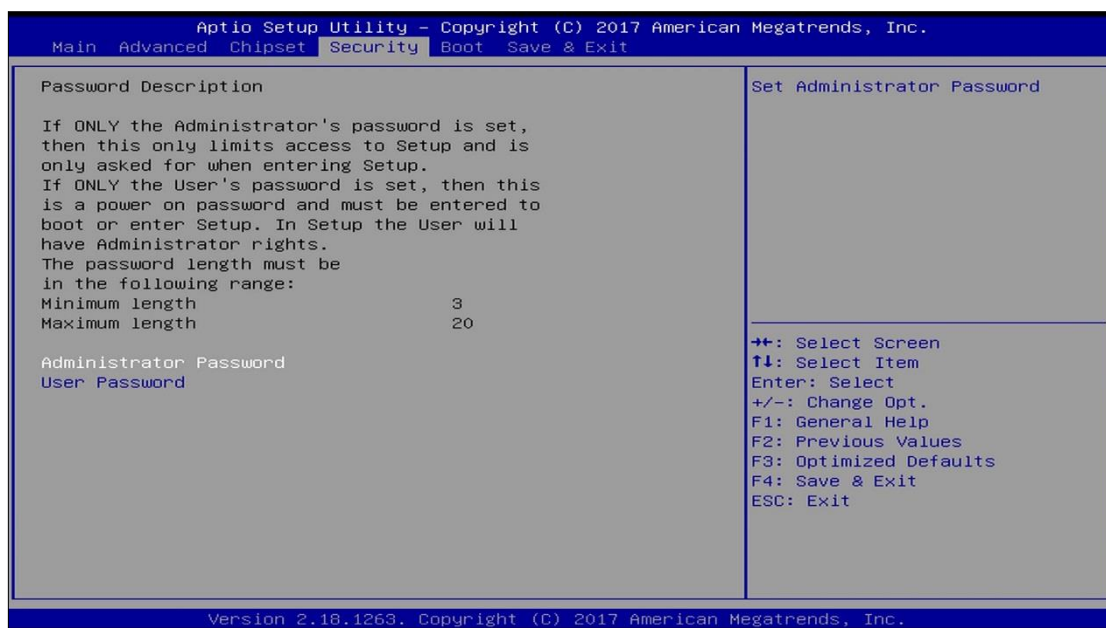 Aptio Setup Utility – Copyright (C) 2017 American Megatrends, Inc.
Main Advanced Chipset Security Boot Save & Exit
Password Description
If ONLY the Administrator's password is set,
then this only limits access to Setup and is
only asked for when entering Setup.
If ONLY the User's password is set, then this
is a power on password and must be entered to
boot or enter Setup. In Setup the User will
have Administrator rights.
The password length must be
in the following range:
Minimum length 3
Maximum length 20
Administrator Password
User Password
Set Administrator Password
→←: Select Screen
↑↓: Select Item
Enter: Select
+/-: Change Opt.
F1: General Help
F2: Previous Values
F3: Optimized Defaults
F4: Save & Exit
ESC: Exit
Version 2.18.1263. Copyright (C) 2017 American Megatrends, Inc.